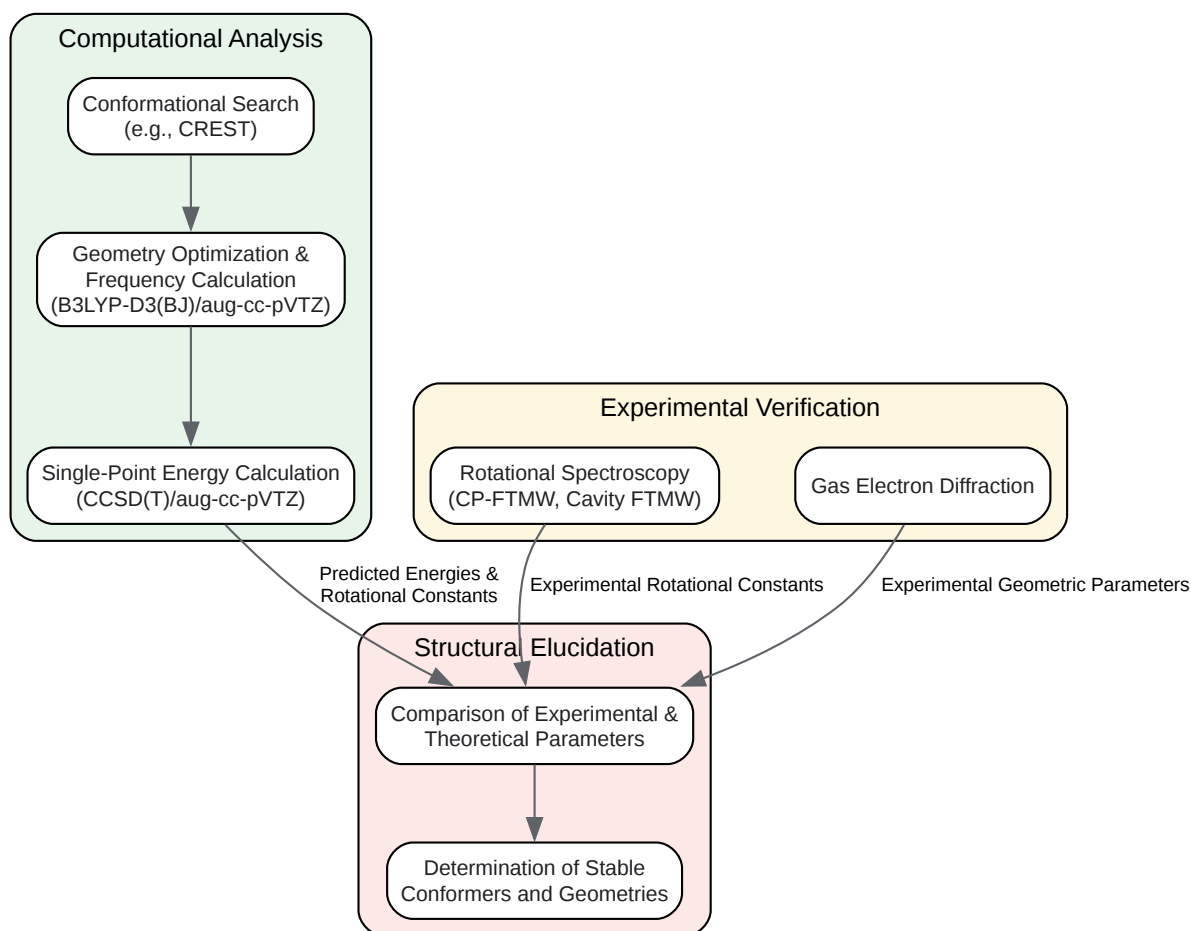 Computational Analysis
Conformational Search
(e.g., CREST)
Geometry Optimization &
Frequency Calculation
(B3LYP-D3(BJ)/aug-cc-pVTZ)
Single-Point Energy Calculation
(CCSD(T)/aug-cc-pVTZ)
Experimental Verification
Rotational Spectroscopy
(CP-FTMW, Cavity FTMW)
Gas Electron Diffraction
Predicted Energies &
Rotational Constants
Experimental Rotational Constants
Experimental Geometric Parameters
Structural Elucidation
Comparison of Experimental &
Theoretical Parameters
Determination of Stable
Conformers and Geometries